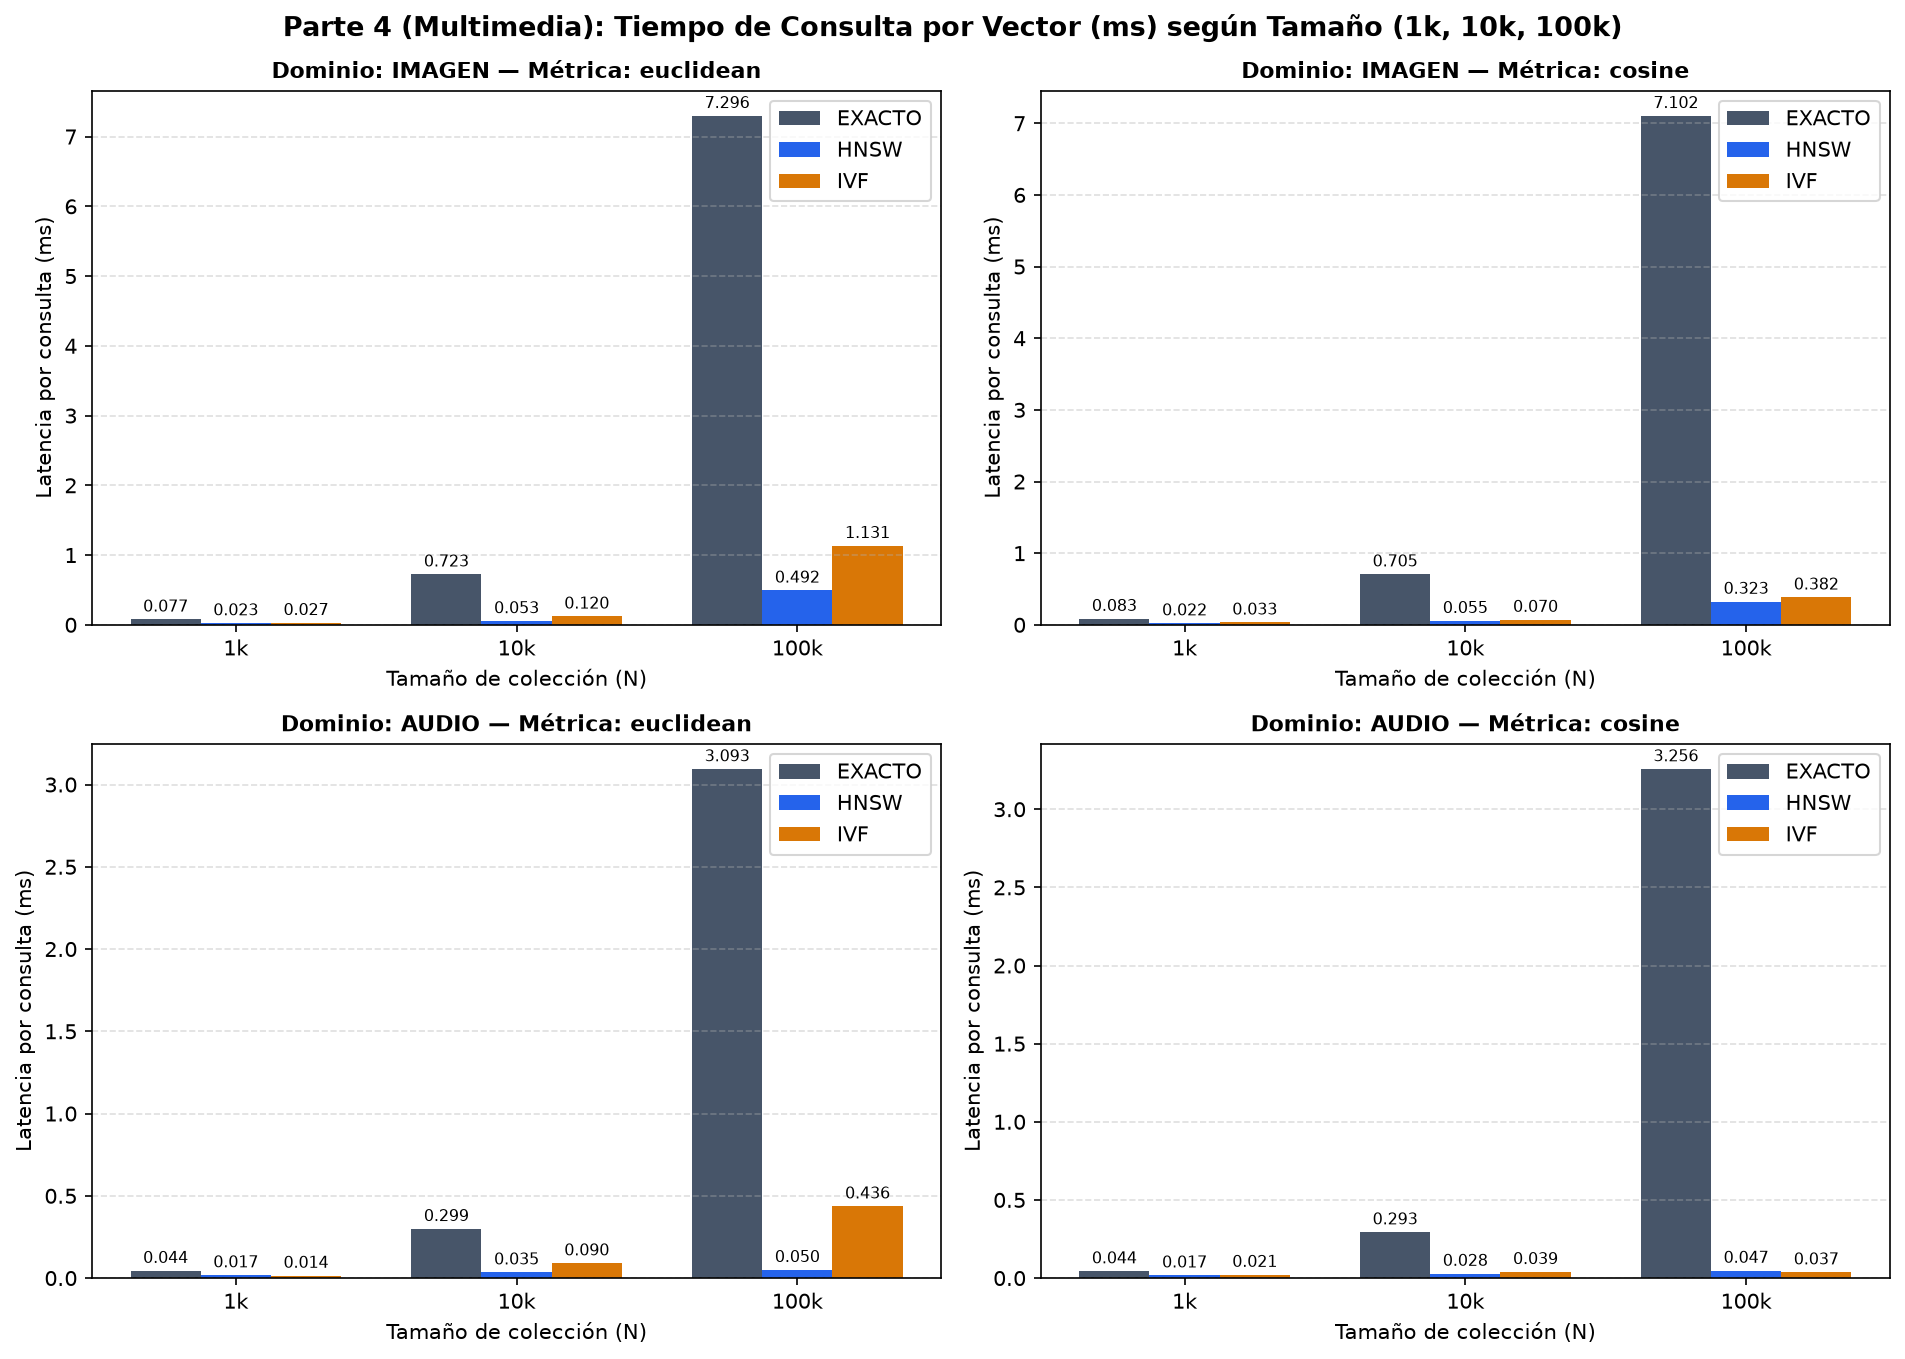 Parte 4 (Multimedia): Tiempo de Consulta por Vector (ms) según Tamaño (1k, 10k, 100k)
Dominio: IMAGEN — Métrica: euclidean
Latencia por consulta (ms)
7
6
5
4
3
2
1
0
7.296
EXACTO
HNSW
IVF
0.077
0.023
0.027
0.723
0.053
0.120
0.492
1.131
1k
10k
100k
Tamaño de colección (N)
Dominio: IMAGEN — Métrica: cosine
Latencia por consulta (ms)
7
6
5
4
3
2
1
0
7.102
EXACTO
HNSW
IVF
0.083
0.022
0.033
0.705
0.055
0.070
0.323
0.382
1k
10k
100k
Tamaño de colección (N)
Dominio: AUDIO — Métrica: euclidean
Latencia por consulta (ms)
3.0
2.5
2.0
1.5
1.0
0.5
0.0
3.093
EXACTO
HNSW
IVF
0.044
0.017
0.014
0.299
0.035
0.090
0.050
0.436
1k
10k
100k
Tamaño de colección (N)
Dominio: AUDIO — Métrica: cosine
Latencia por consulta (ms)
3.0
2.5
2.0
1.5
1.0
0.5
0.0
3.256
EXACTO
HNSW
IVF
0.044
0.017
0.021
0.293
0.028
0.039
0.047
0.037
1k
10k
100k
Tamaño de colección (N)